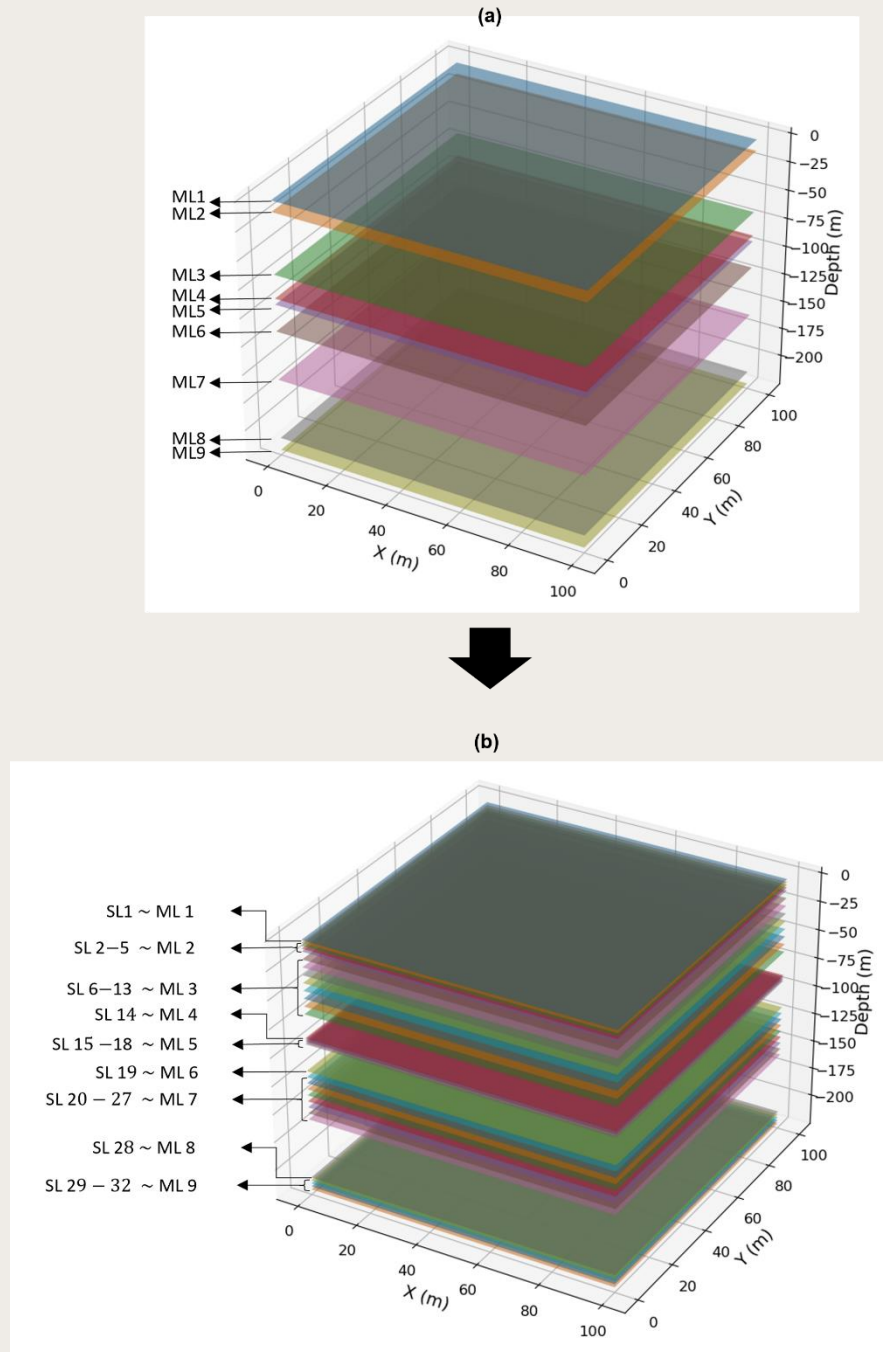 (a)
ML1
ML2
ML3
ML4
ML5
ML6
ML7
ML8
ML9
0
−25
−50
−75
−100
−125
−150
−175
−200
Depth (m)
0
20
40
60
80
100
X (m)
0
20
40
60
80
100
Y (m)
(b)
SL1 ~ ML 1
SL 2−5 ~ ML 2
SL 6−13 ~ ML 3
SL 14 ~ ML 4
SL 15 −18 ~ ML 5
SL 19 ~ ML 6
SL 20 − 27 ~ ML 7
SL 28 ~ ML 8
SL 29 − 32 ~ ML 9
0
−25
−50
−75
−100
−125
−150
−175
−200
Depth (m)
0
20
40
60
80
100
X (m)
0
20
40
60
80
100
Y (m)